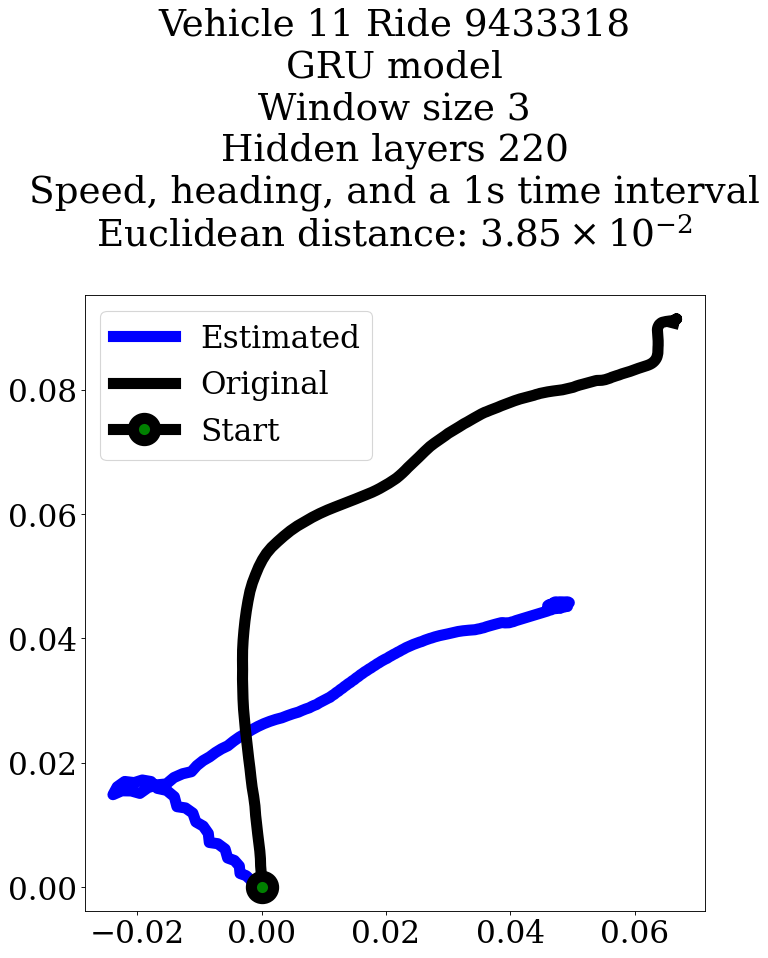 Vehicle 11 Ride 9433318
GRU model
Window size 3
Hidden layers 220
Speed, heading, and a 1s time interval
Euclidean distance: 3.85 × 10⁻²
Estimated
Original
Start
0.08
0.06
0.04
0.02
0.00
−0.02 0.00 0.02 0.04 0.06